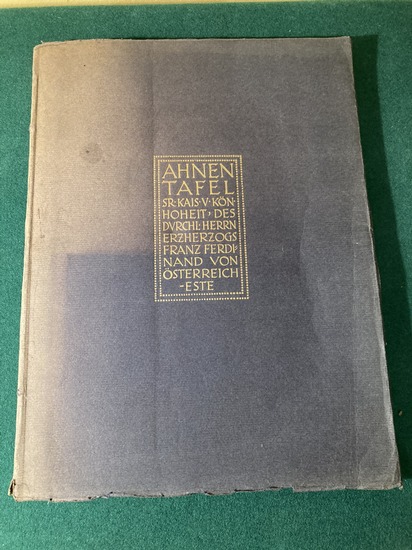 AHNEN
TAFEL
SR·KAIS·V·KÖN·
HOHEIT·DES
DVRCHL·HERRN
ERZHERZOGS
FRANZ FERDI-
NAND VON
ÖSTERREICH
-ESTE